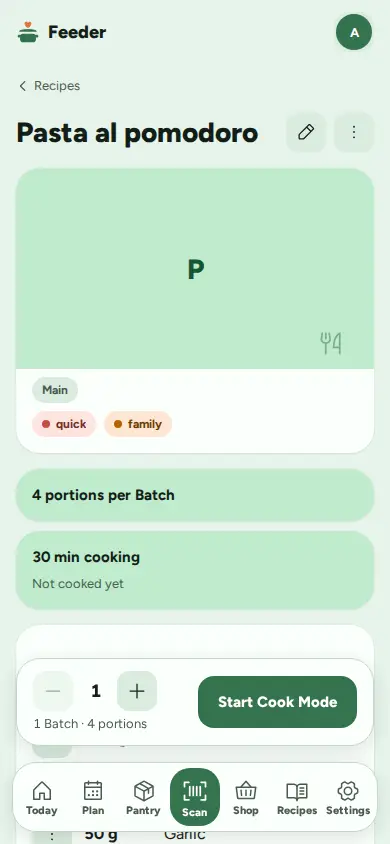 Feeder
A
Recipes
Pasta al pomodoro
P
Main
quick
family
4 portions per Batch
30 min cooking
Not cooked yet
1
1 Batch · 4 portions
Start Cook Mode
Today
Plan
Pantry
Scan
Shop
Recipes
Settings
50 g
Garlic